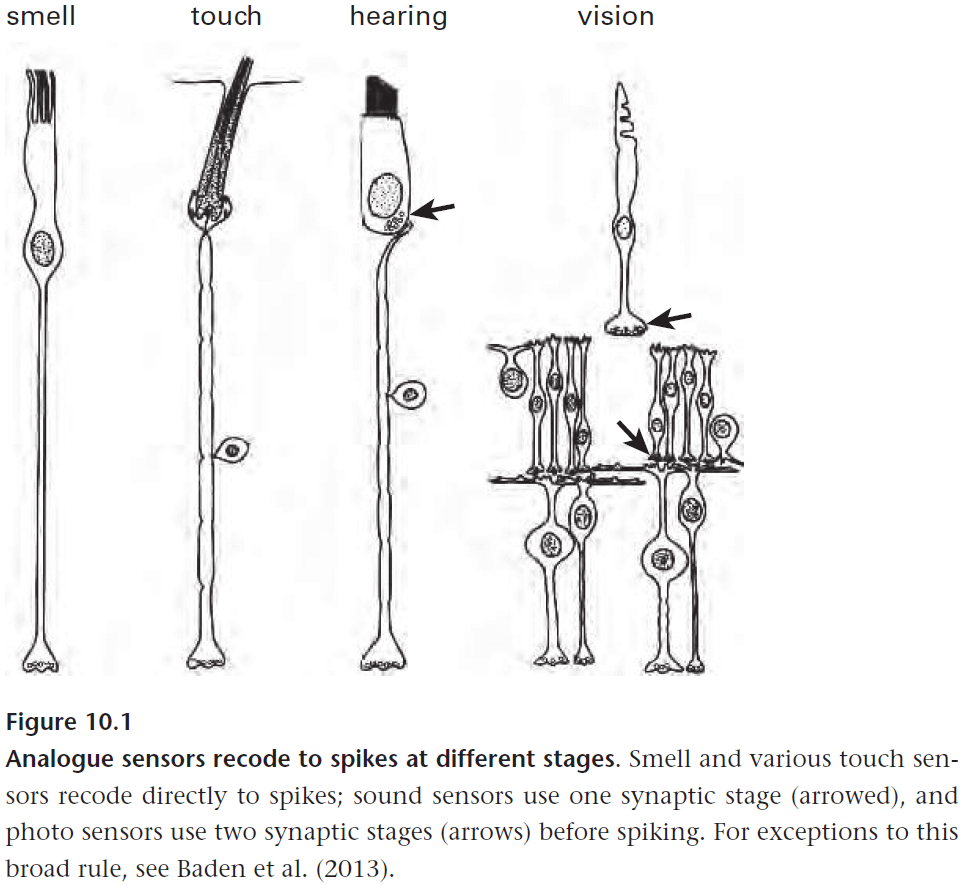 smell touch hearing vision
Figure 10.1
Analogue sensors recode to spikes at different stages. Smell and various touch sen-
sors recode directly to spikes; sound sensors use one synaptic stage (arrowed), and
photo sensors use two synaptic stages (arrows) before spiking. For exceptions to this
broad rule, see Baden et al. (2013).